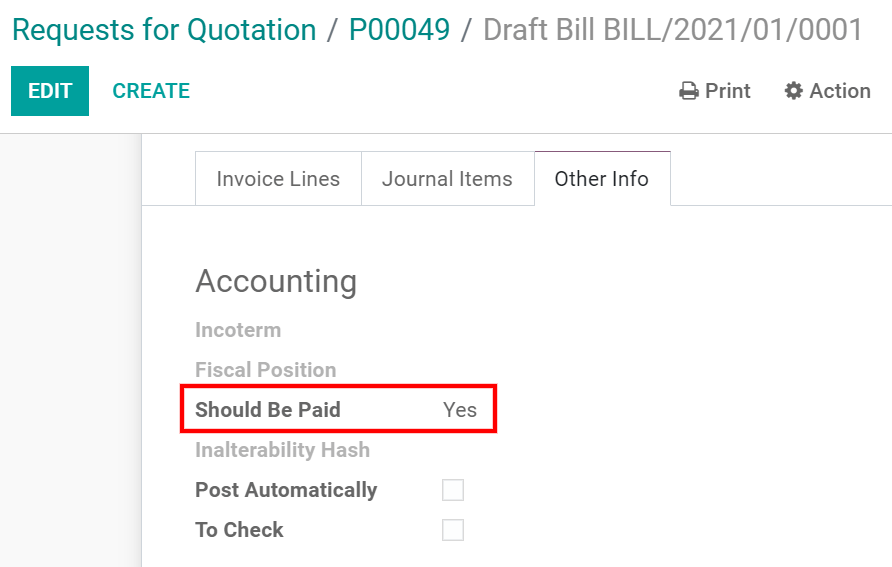 Requests for Quotation / P00049 / Draft Bill BILL/2021/01/0001
EDIT CREATE Print Action
Invoice Lines Journal Items Other Info
Accounting
Incoterm
Fiscal Position
Should Be Paid Yes
Inalterability Hash
Post Automatically
To Check